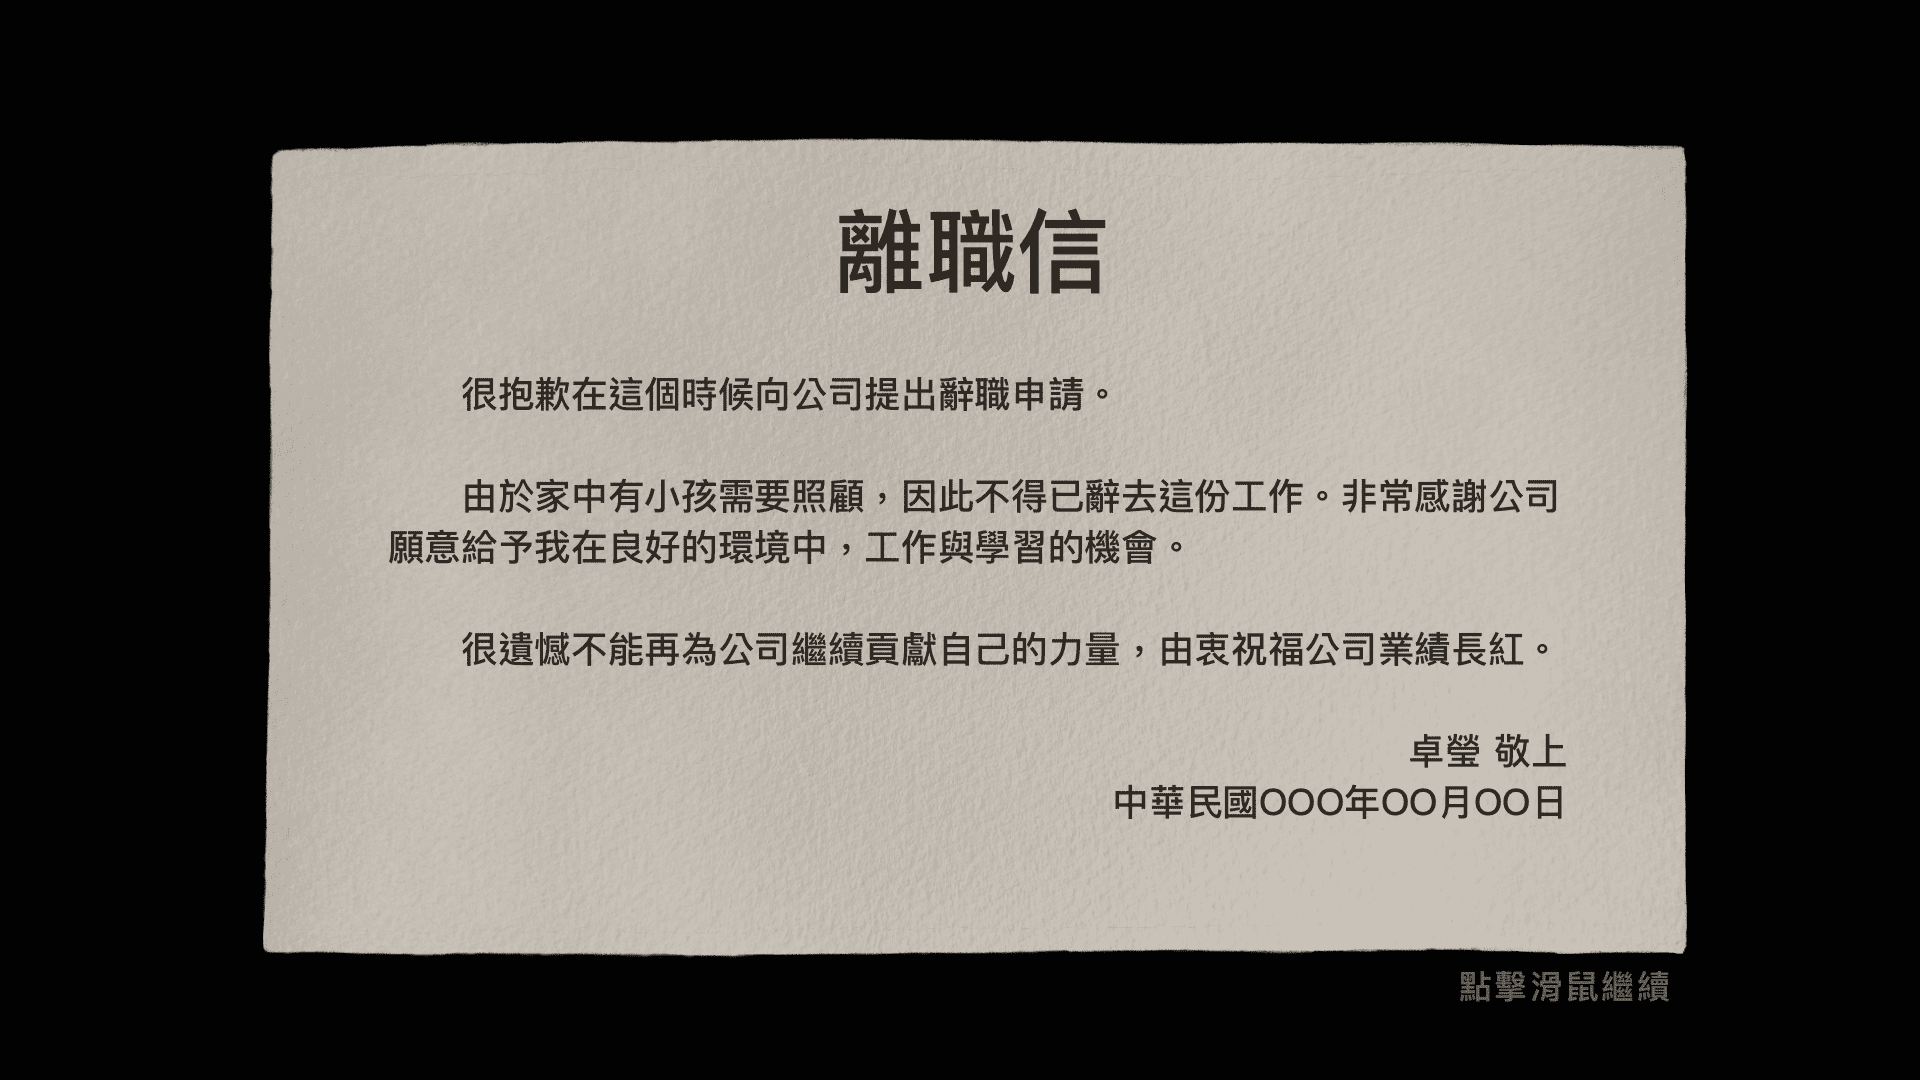 離職信
很抱歉在這個時候向公司提出辭職申請。
由於家中有小孩需要照顧，因此不得已辭去這份工作。非常感謝公司
願意給予我在良好的環境中，工作與學習的機會。
很遺憾不能再為公司繼續貢獻自己的力量，由衷祝福公司業績長紅。
卓瑩 敬上
中華民國OOO年OO月OO日
點擊滑鼠繼續